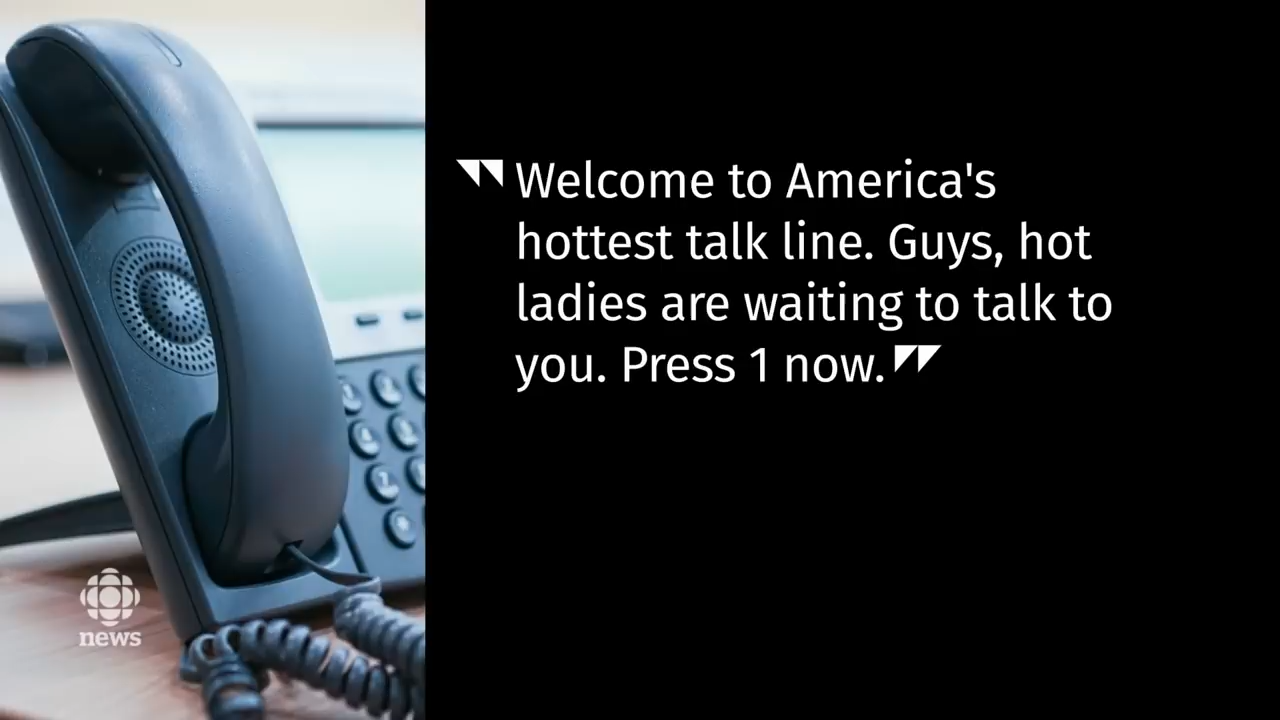 Welcome to America's
hottest talk line. Guys, hot
ladies are waiting to talk to
you. Press 1 now.
news